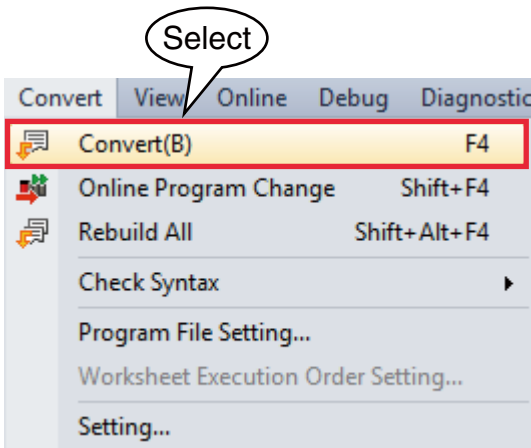 Select
Convert View Online Debug Diagnostic
Convert(B) F4
Online Program Change Shift+F4
Rebuild All Shift+Alt+F4
Check Syntax
Program File Setting...
Worksheet Execution Order Setting...
Setting...